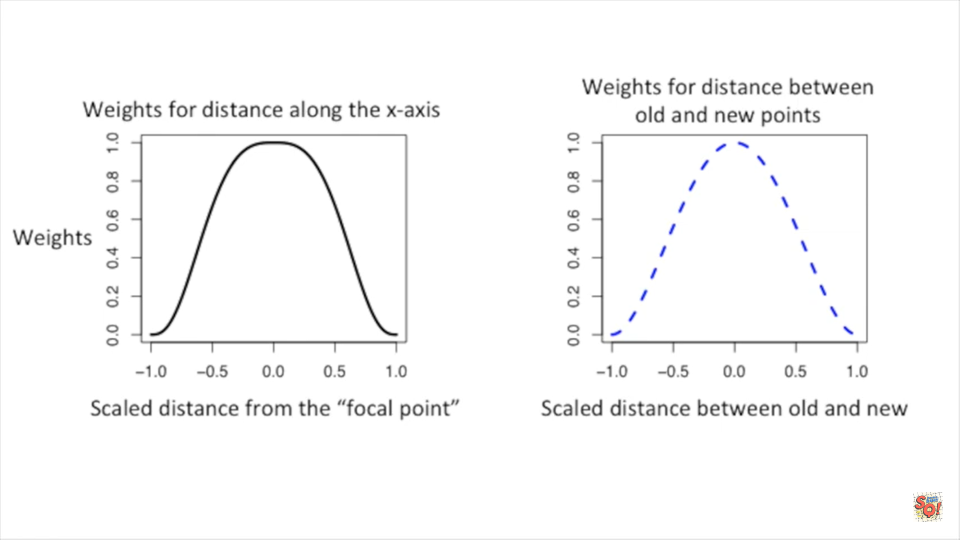 Weights for distance along the x-axis
1.0
0.8
0.6
0.4
0.2
0.0
Weights
−1.0 −0.5 0.0 0.5 1.0
Scaled distance from the “focal point”
Weights for distance between
old and new points
1.0
0.8
0.6
0.4
0.2
0.0
−1.0 −0.5 0.0 0.5 1.0
Scaled distance between old and new
SQ!